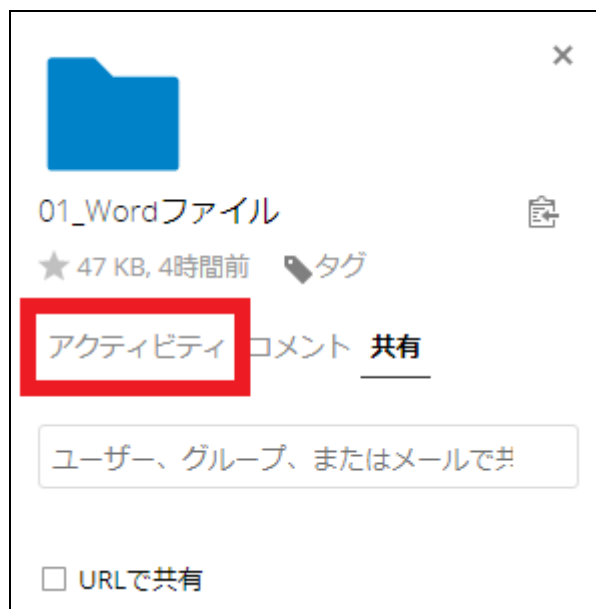 01_Wordファイル
47 KB, 4時間前 タグ
アクティビティ コメント 共有
ユーザー、グループ、またはメールで共
URLで共有